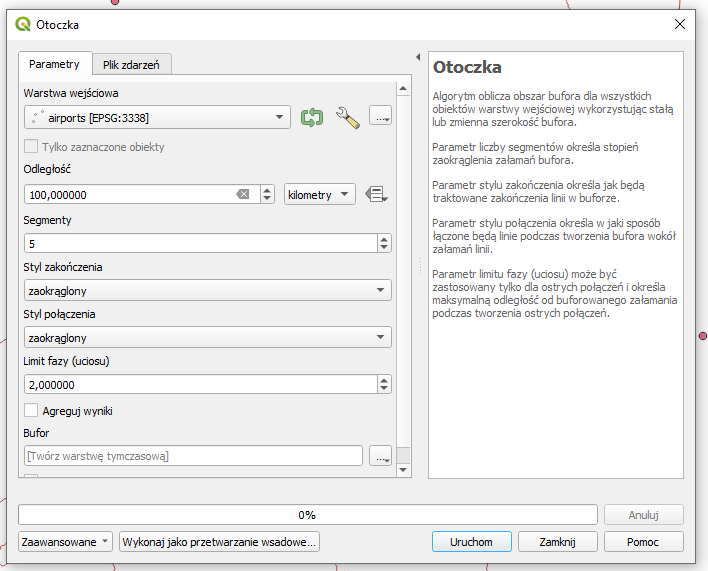 Otoczka
Parametry
Plik zdarzeń
Warstwa wejściowa
airports [EPSG:3338]
...
Tylko zaznaczone obiekty
Odległość
100,000000
kilometry
Segmenty
5
Styl zakończenia
zaokrąglony
Styl połączenia
zaokrąglony
Limit fazy (uciosu)
2,000000
Agreguj wyniki
Bufor
[Twórz warstwę tymczasową]
...
Otoczka
Algorytm oblicza obszar bufora dla wszystkich
obiektów warstwy wejściowej wykorzystując stałą
lub zmienna szerokość bufora.
Parametr liczby segmentów określa stopień
zaokrąglenia załamań bufora.
Parametr stylu zakończenia określa jak będą
traktowane zakończenia linii w buforze.
Parametr stylu połączenia określa w jaki sposób
łączone będą linie podczas tworzenia bufora wokół
załamań linii.
Parametr limitu fazy (uciosu) może być
zastosowany tylko dla ostrych połączeń i określa
maksymalną odległość od buforowanego załamania
podczas tworzenia ostrych połączeń.
0%
Anuluj
Zaawansowane
Wykonaj jako przetwarzanie wsadowe...
Uruchom
Zamknij
Pomoc